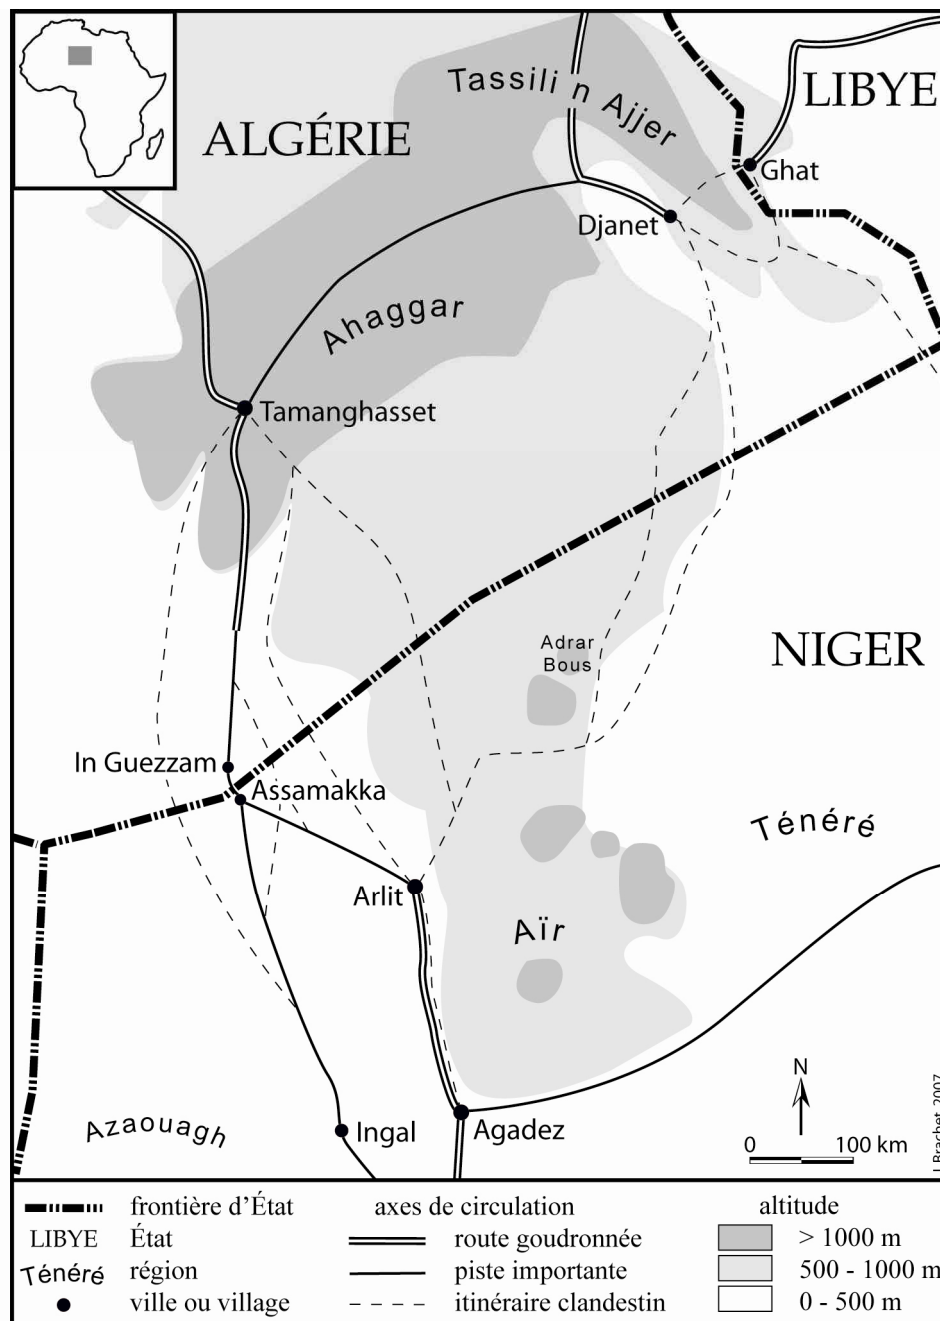 Tassili n Ajjer
LIBYE
ALGÉRIE
Ghat
Djanet
Ahaggar
Tamanghasset
Adrar
Bous
NIGER
In Guezzam
Assamakka
Ténéré
Arlit
Aïr
N
J. Brachet, 2007
Azaouagh
Ingal
Agadez
0 100 km
frontière d'État
axes de circulation
altitude
LIBYE État
route goudronnée
> 1000 m
Ténéré région
piste importante
500 - 1000 m
ville ou village
itinéraire clandestin
0 - 500 m